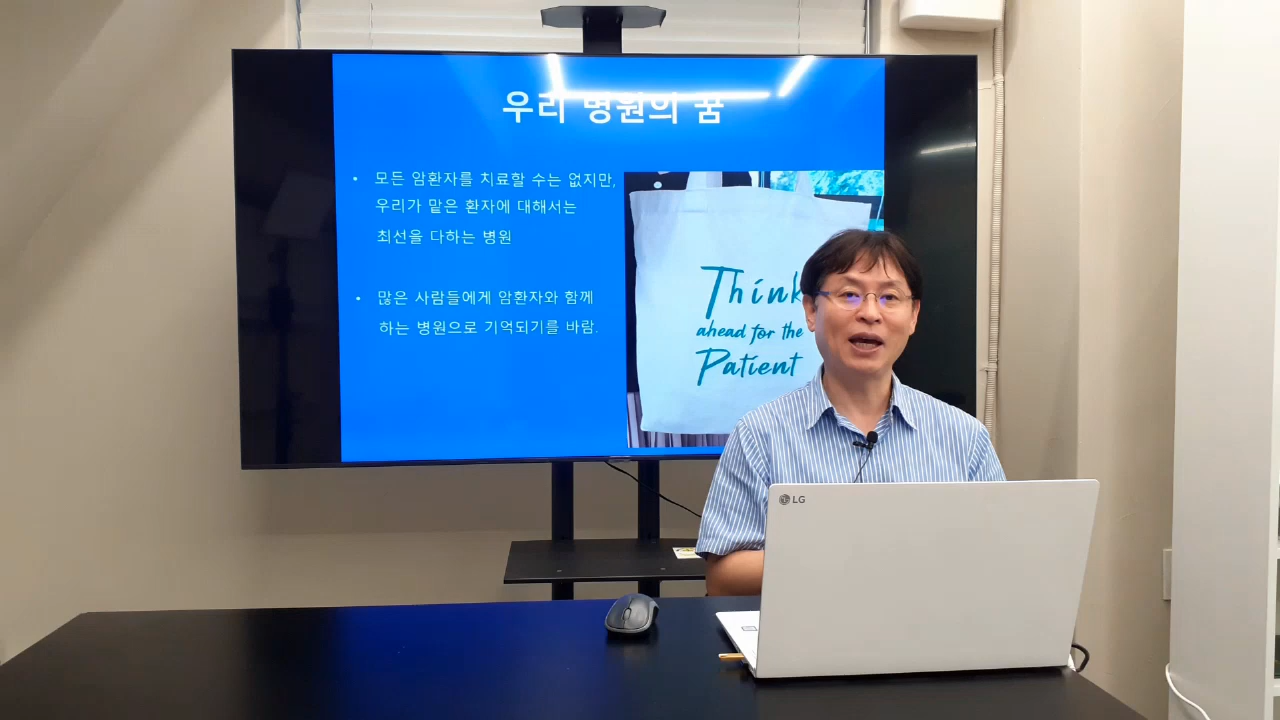 우리 병원의 꿈
• 모든 암환자를 치료할 수는 없지만,
우리가 맡은 환자에 대해서는
최선을 다하는 병원
• 많은 사람들에게 암환자와 함께
하는 병원으로 기억되기를 바람.
Think
ahead for the
Patient
LG